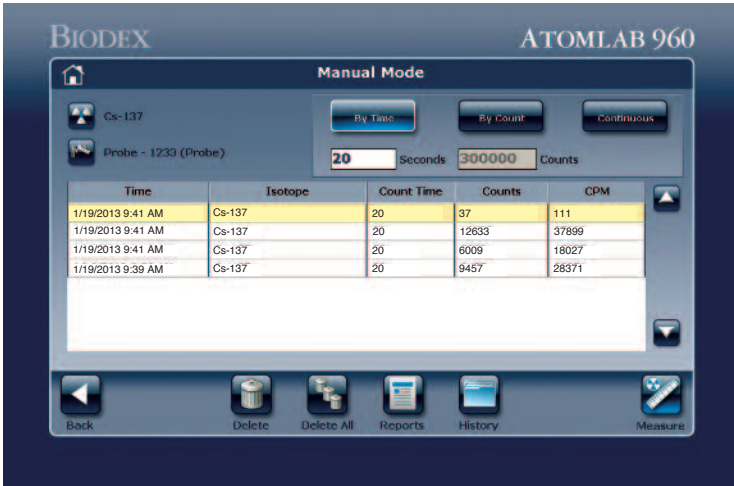 BIODEX ATOMLAB 960
Manual Mode
Cs-137 By Time By Count Continuous
Probe - 1233 (Probe) 20 Seconds 300000 Counts
Time Isotope Count Time Counts CPM
1/19/2013 9:41 AM Cs-137 20 37 111
1/19/2013 9:41 AM Cs-137 20 12633 37899
1/19/2013 9:41 AM Cs-137 20 6009 18027
1/19/2013 9:39 AM Cs-137 20 9457 28371
Back Delete Delete All Reports History Measure